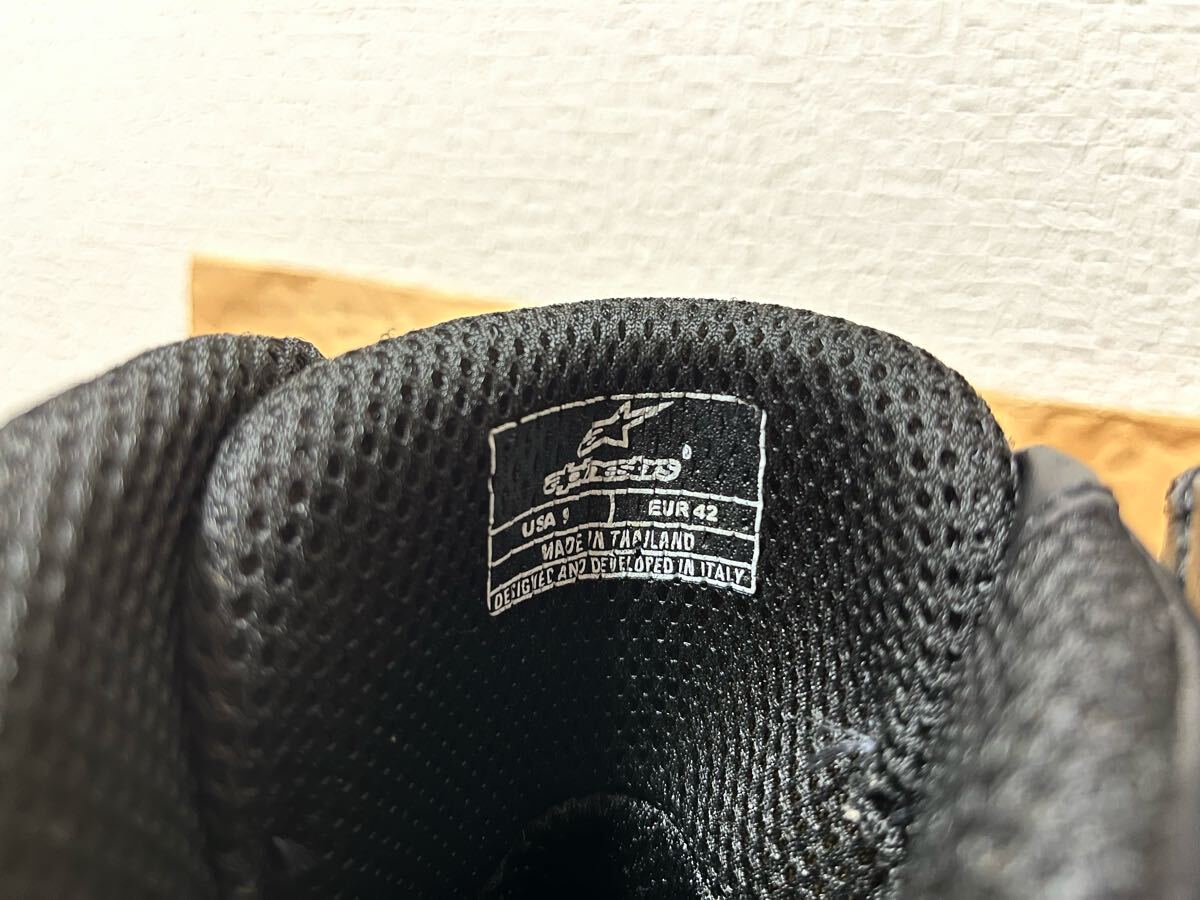 alpinestars
USA 9 EUR 42
MADE IN THAILAND
DESIGNED AND DEVELOPED IN ITALY